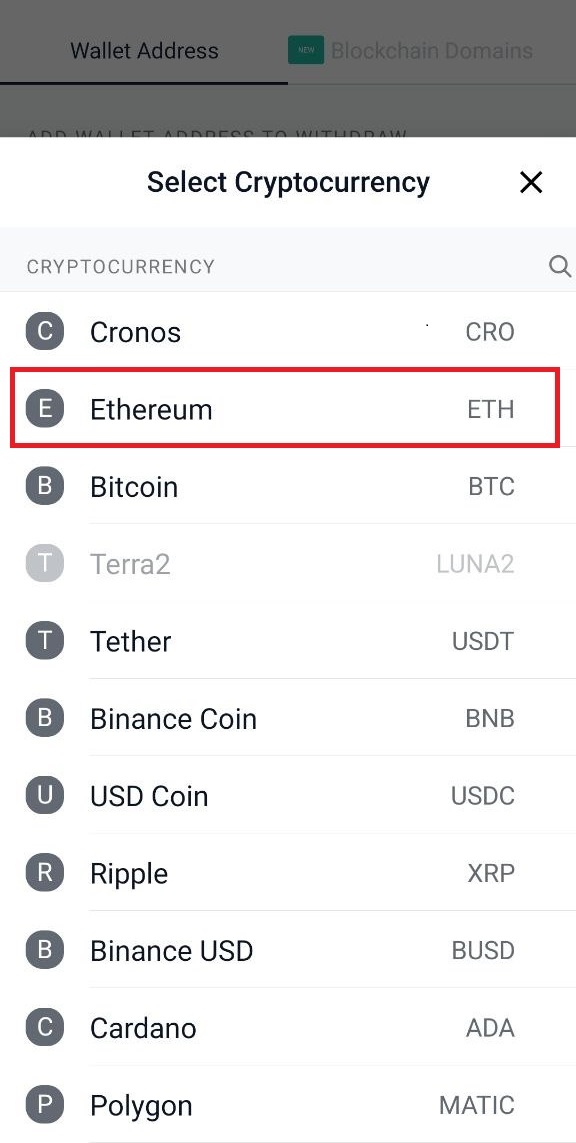 Wallet Address NEW Blockchain Domains
ADD WALLET ADDRESS TO WITHDRAW
Select Cryptocurrency
CRYPTOCURRENCY
C Cronos CRO
E Ethereum ETH
B Bitcoin BTC
T Terra2 LUNA2
T Tether USDT
B Binance Coin BNB
U USD Coin USDC
R Ripple XRP
B Binance USD BUSD
C Cardano ADA
P Polygon MATIC